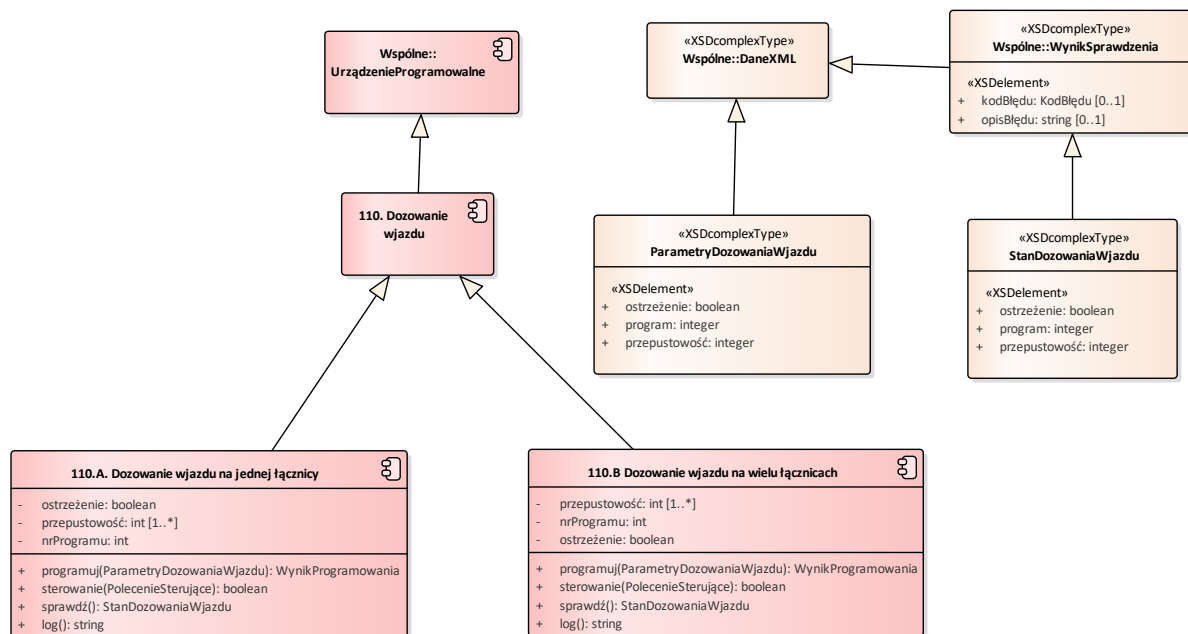 Wspólne::
UrządzenieProgramowalne
«XSDcomplexType»
Wspólne::DaneXML
«XSDcomplexType»
Wspólne::WynikSprawdzenia
«XSDelement»
+ kodBłędu: KodBłędu [0..1]
+ opisBłędu: string [0..1]
110. Dozowanie
wjazdu
«XSDcomplexType»
ParametryDozowaniaWjazdu
«XSDelement»
+ ostrzeżenie: boolean
+ program: integer
+ przepustowość: integer
«XSDcomplexType»
StanDozowaniaWjazdu
«XSDelement»
+ ostrzeżenie: boolean
+ program: integer
+ przepustowość: integer
110.A. Dozowanie wjazdu na jednej łącznicy
- ostrzeżenie: boolean
- przepustowość: int [1..*]
- nrProgramu: int
+ programuj(ParametryDozowaniaWjazdu): WynikProgramowania
+ sterowanie(PolecenieSterujące): boolean
+ sprawdź(): StanDozowaniaWjazdu
+ log(): string
110.B Dozowanie wjazdu na wielu łącznicach
- przepustowość: int [1..*]
- nrProgramu: int
- ostrzeżenie: boolean
+ programuj(ParametryDozowaniaWjazdu): WynikProgramowania
+ sterowanie(PolecenieSterujące): boolean
+ sprawdź(): StanDozowaniaWjazdu
+ log(): string